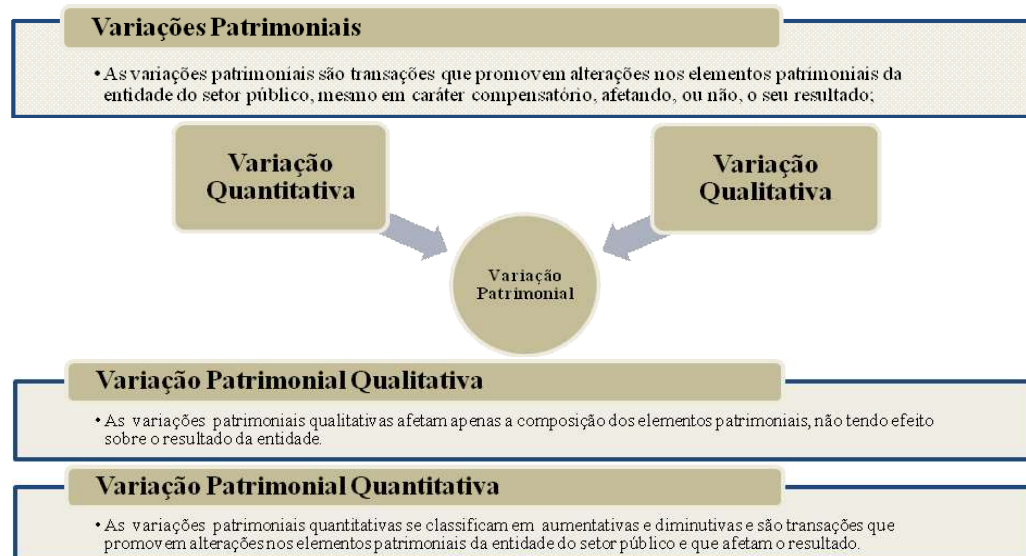 Variações Patrimoniais
• As variações patrimoniais são transações que promovem alterações nos elementos patrimoniais da
entidade do setor público, mesmo em caráter compensatório, afetando, ou não, o seu resultado;
Variação
Quantitativa
Variação
Qualitativa
Variação
Patrimonial
Variação Patrimonial Qualitativa
• As variações patrimoniais qualitativas afetam apenas a composição dos elementos patrimoniais, não tendo efeito
sobre o resultado da entidade.
Variação Patrimonial Quantitativa
• As variações patrimoniais quantitativas se classificam em aumentativas e diminutivas e são transações que
promovem alterações nos elementos patrimoniais da entidade do setor público e que afetam o resultado.